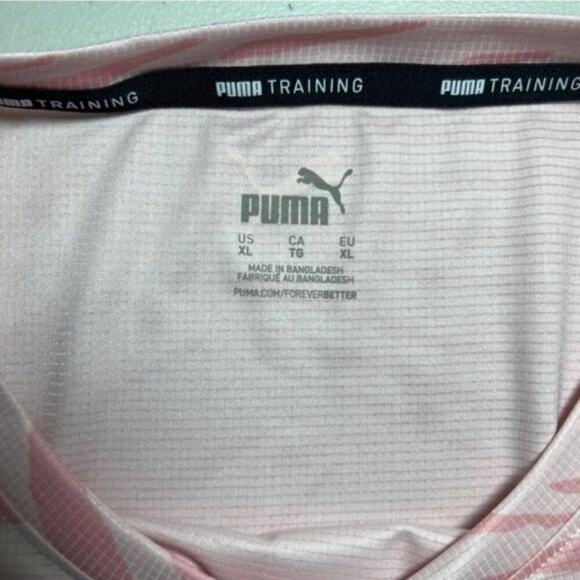 PUMA TRAINING PUMA TRAINING PUMA TRAINING
PUMA
US CA EU
XL TG XL
MADE IN BANGLADESH
FABRIQUÉ AU BANGLADESH
PUMA.COM/FOREVERBETTER